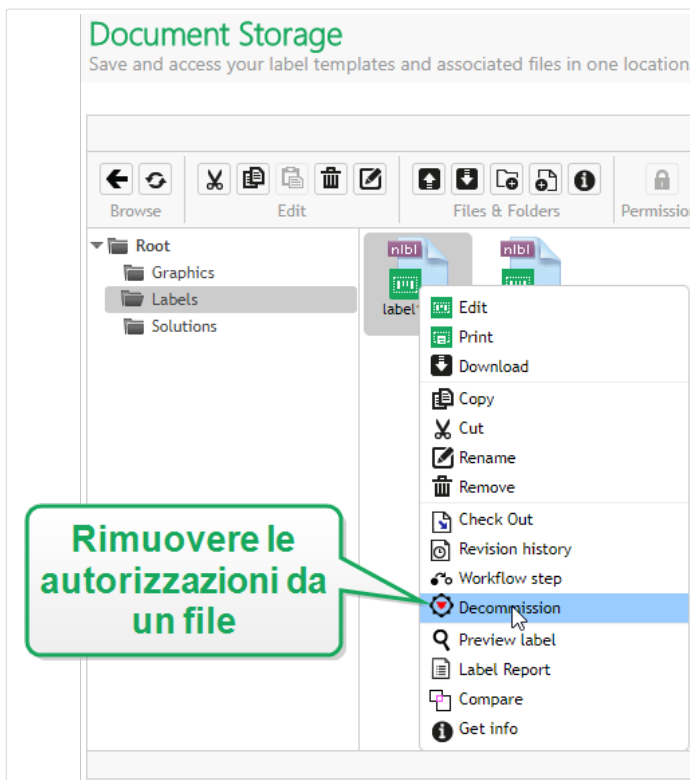 Document Storage
Save and access your label templates and associated files in one location
Browse
Edit
Files & Folders
Permission
Root
Graphics
Labels
Solutions
nlbl
nlbl
label1
Edit
Print
Download
Copy
Cut
Rename
Remove
Check Out
Revision history
Workflow step
Decommission
Preview label
Label Report
Compare
Get info
Rimuovere le
autorizzazioni da
un file